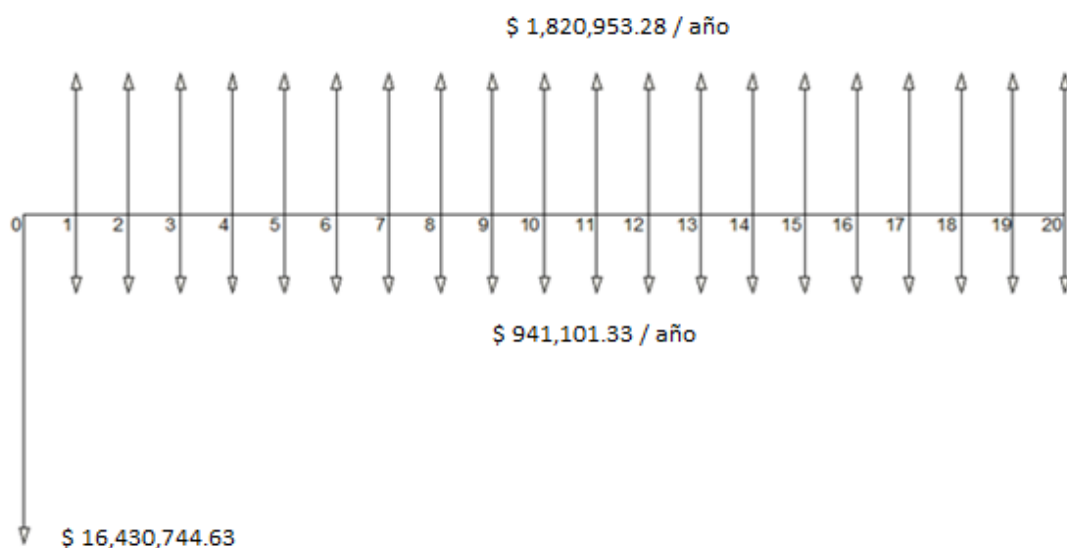 $ 1,820,953.28 / año
0 1 2 3 4 5 6 7 8 9 10 11 12 13 14 15 16 17 18 19 20
$ 941,101.33 / año
$ 16,430,744.63